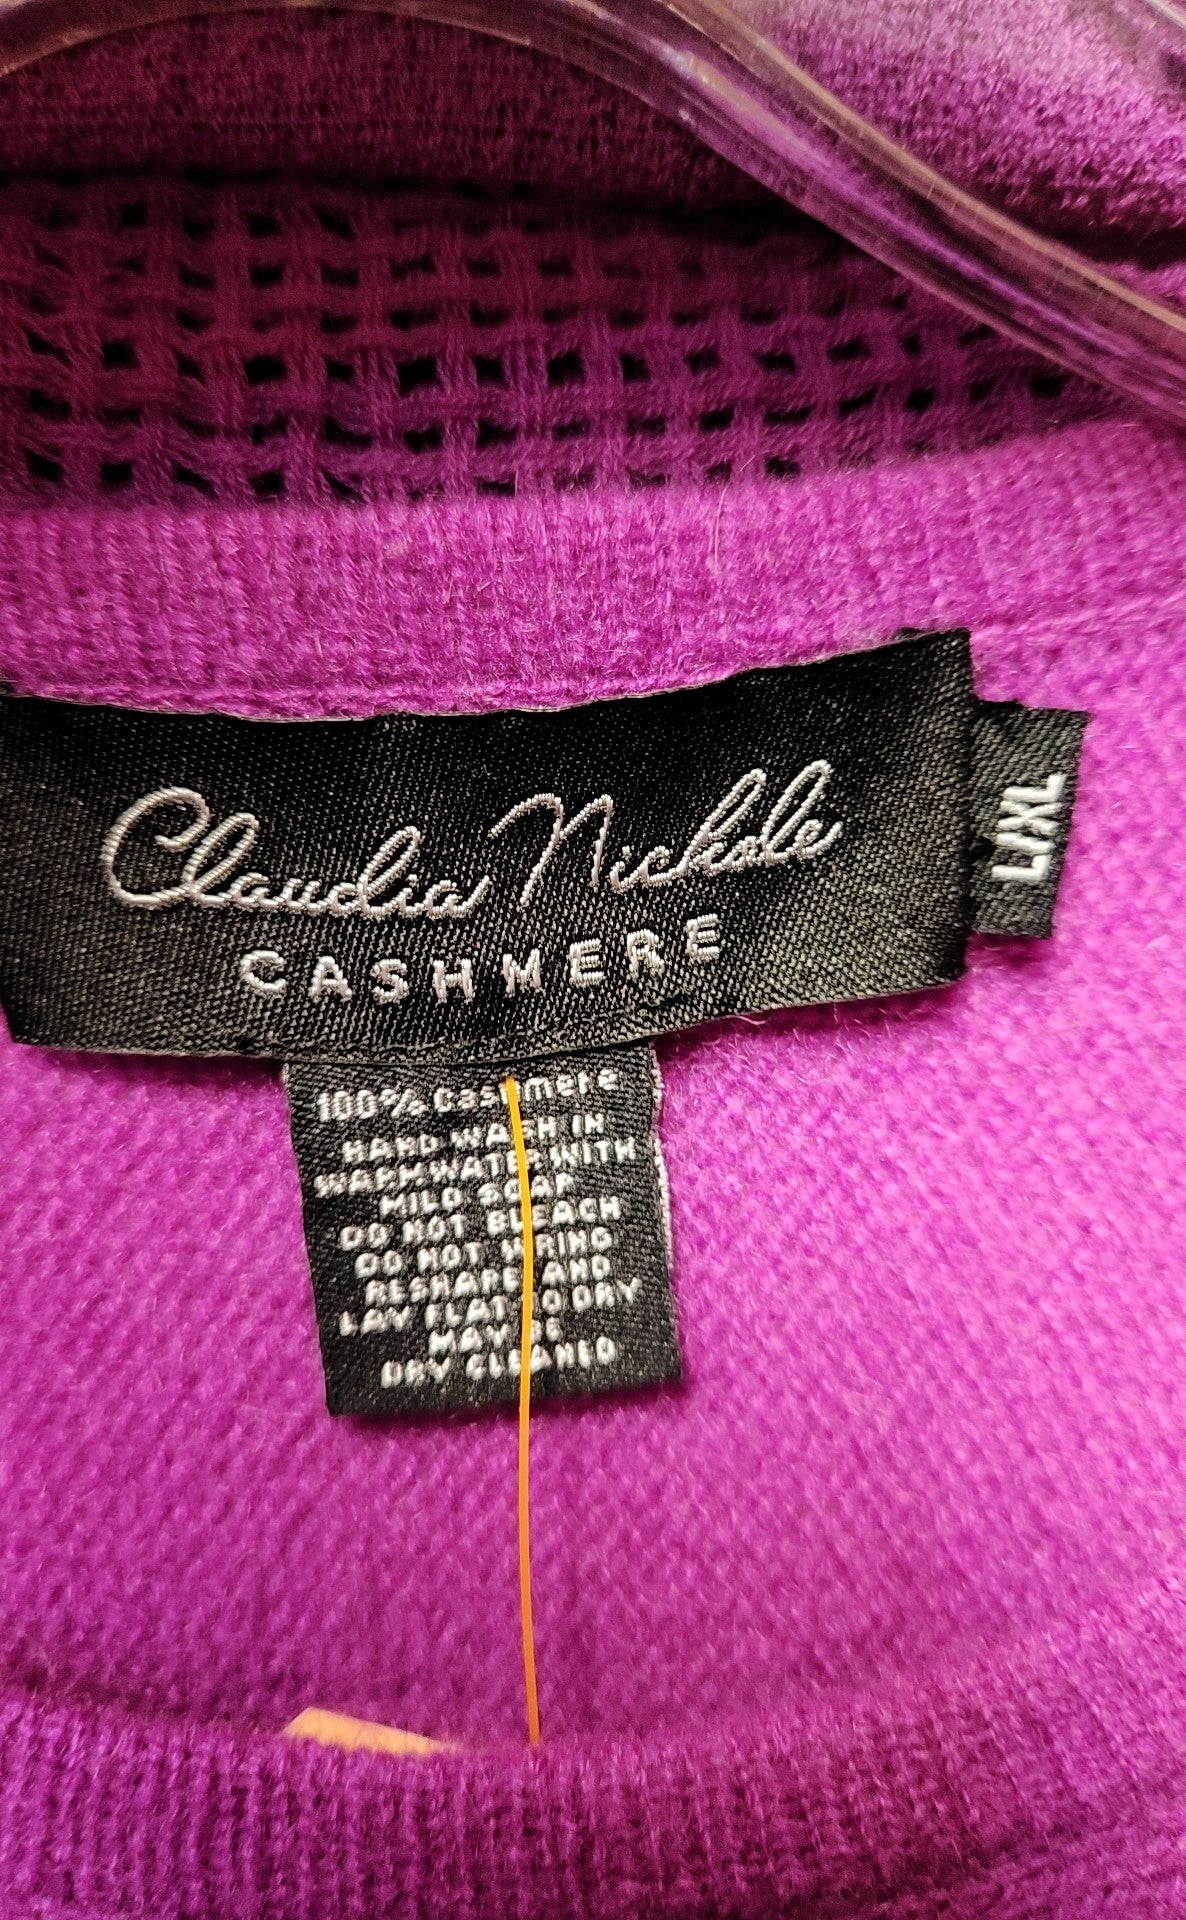 Claudia Nichole
CASHMERE
L/XL
100% Cashmere
HAND WASH IN
WARM WATER WITH
MILD SOAP
DO NOT BLEACH
DO NOT WRING
RESHAPE AND
LAY FLAT TO DRY
MAY BE
DRY CLEANED